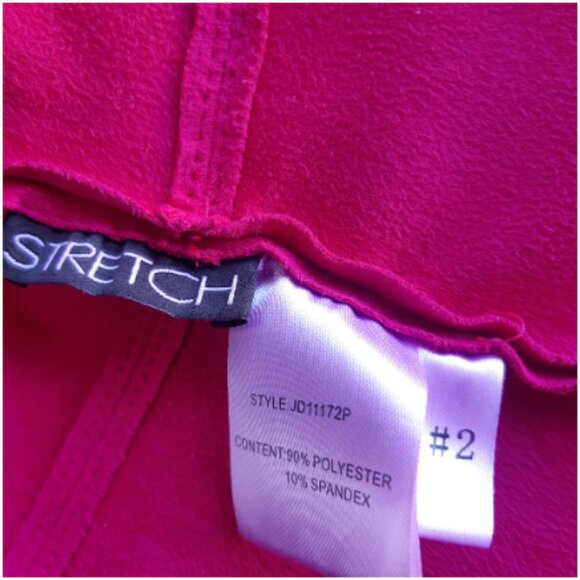 STRETCH
STYLE:JD11172P
CONTENT:90% POLYESTER
10% SPANDEX
#2